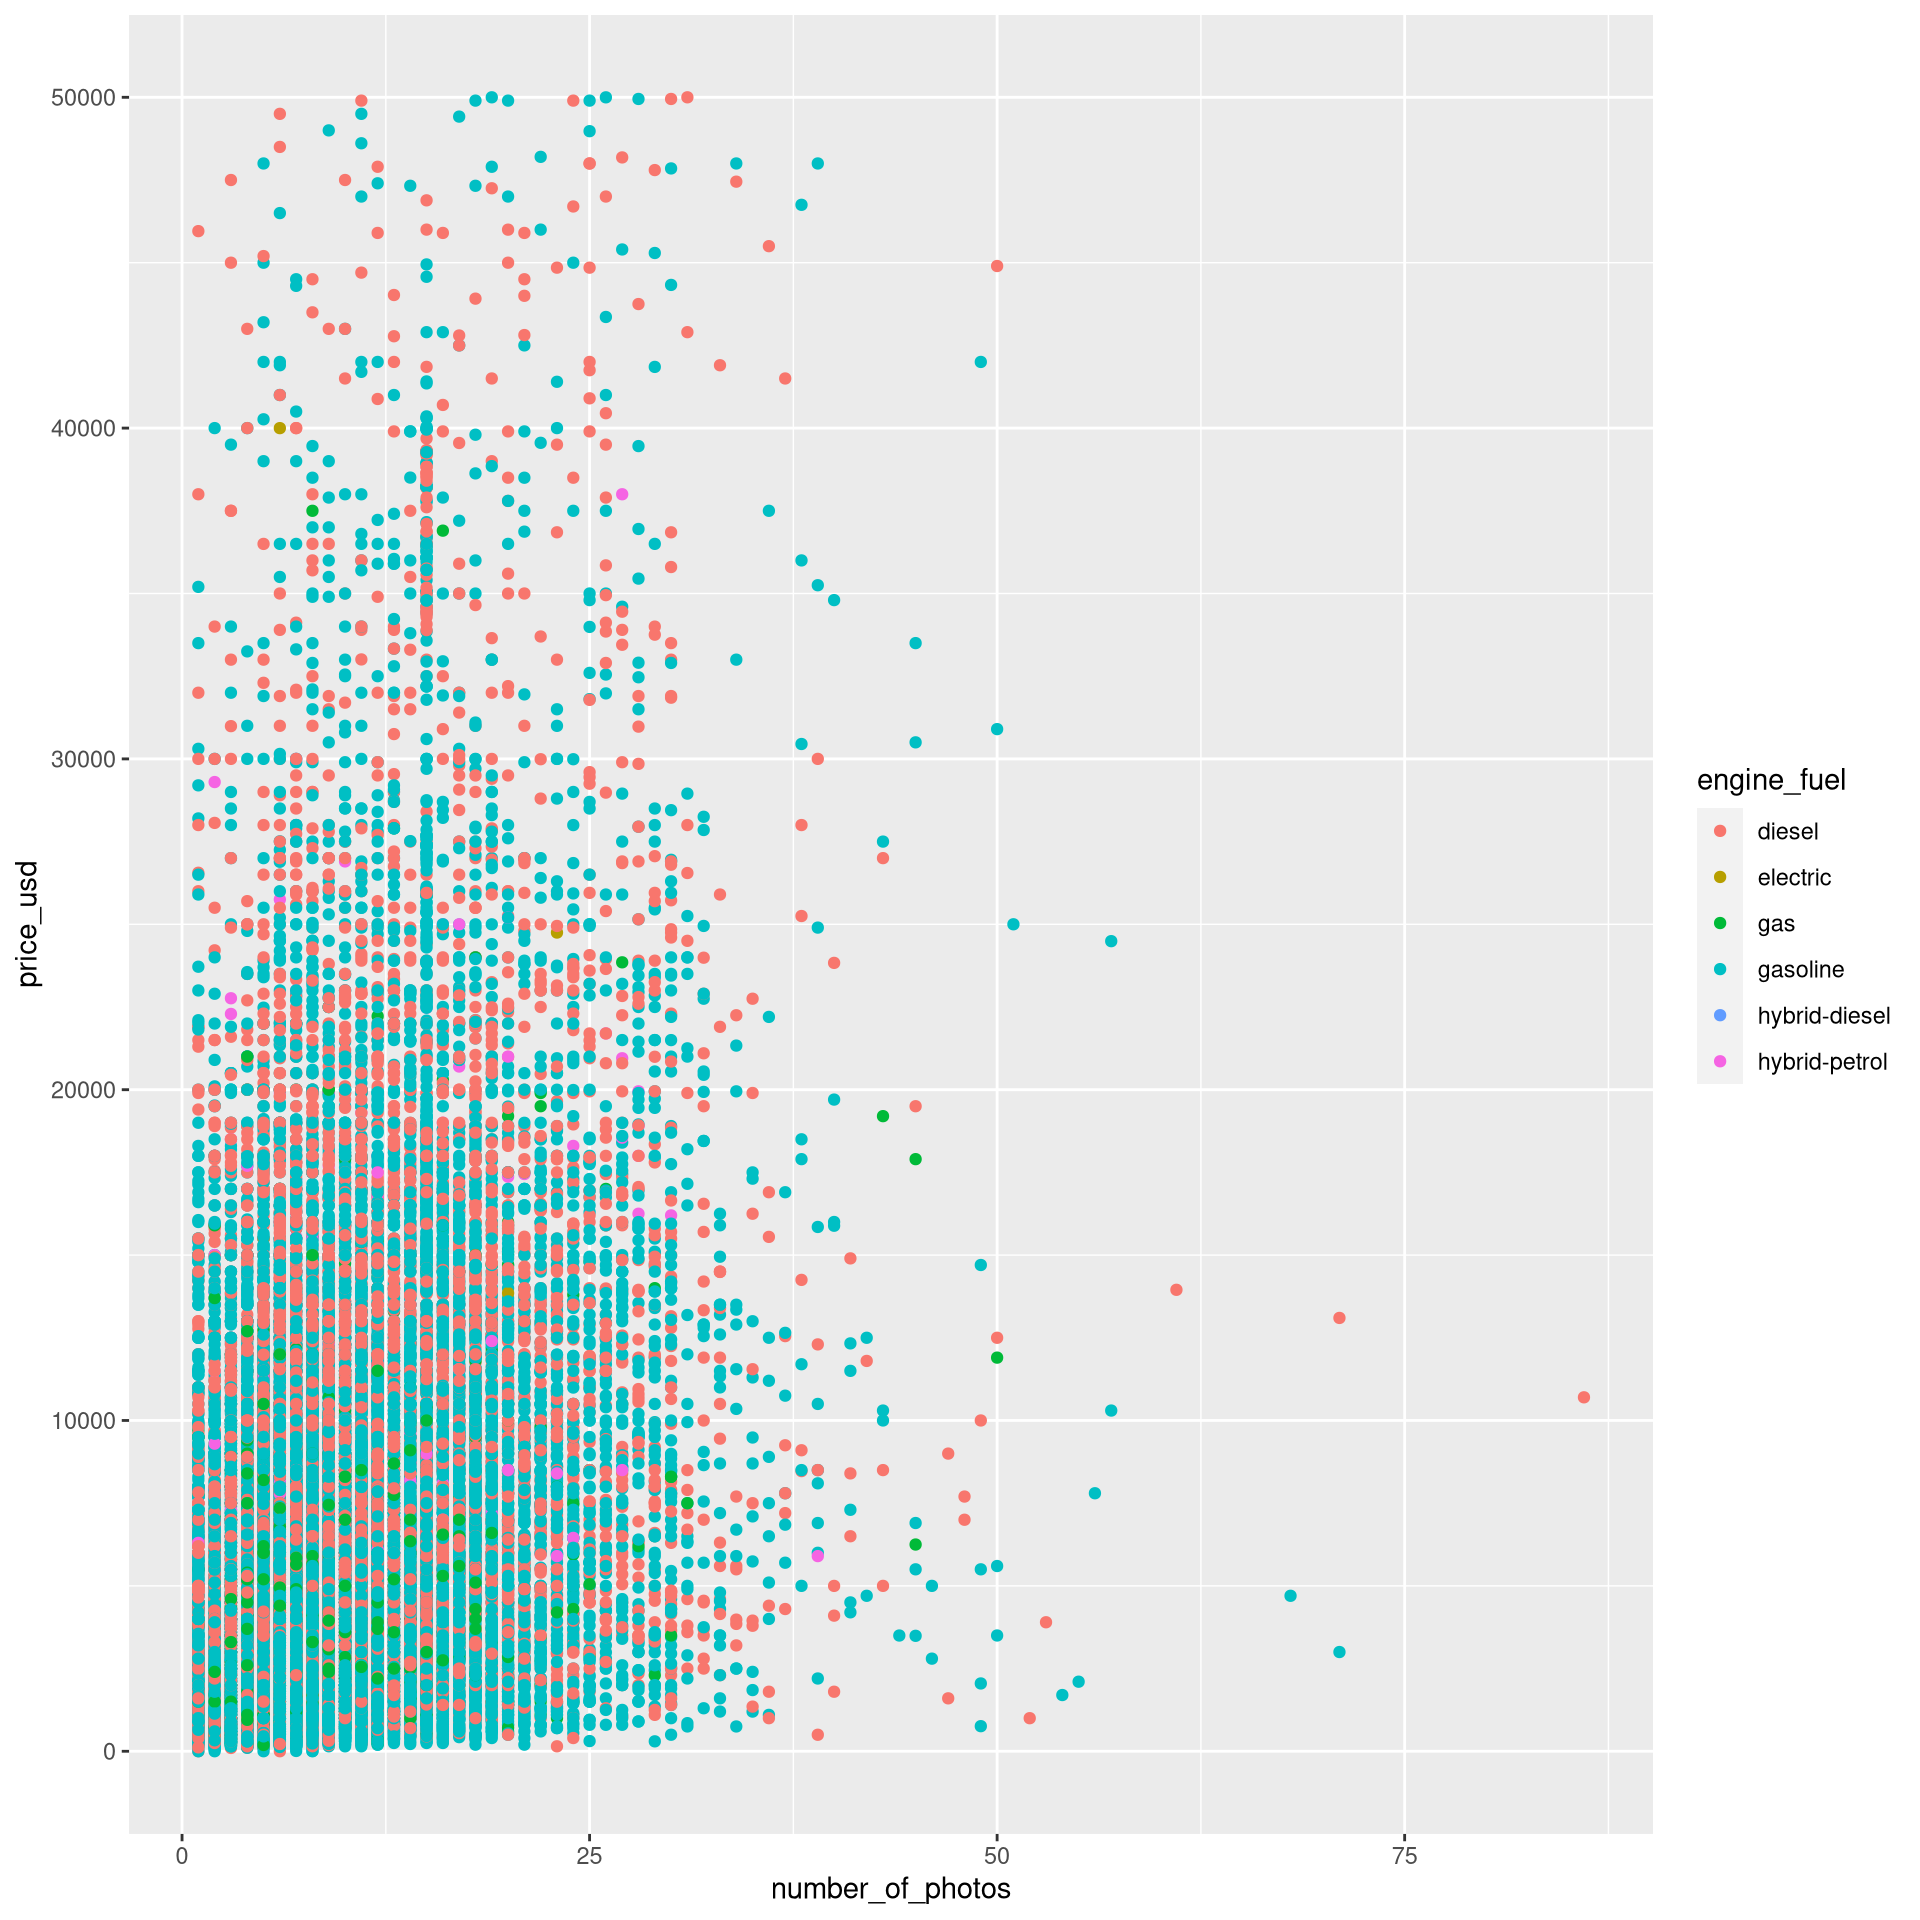 50000
40000
30000
20000
10000
0
price_usd
0 25 50 75
number_of_photos
engine_fuel
diesel
electric
gas
gasoline
hybrid-diesel
hybrid-petrol